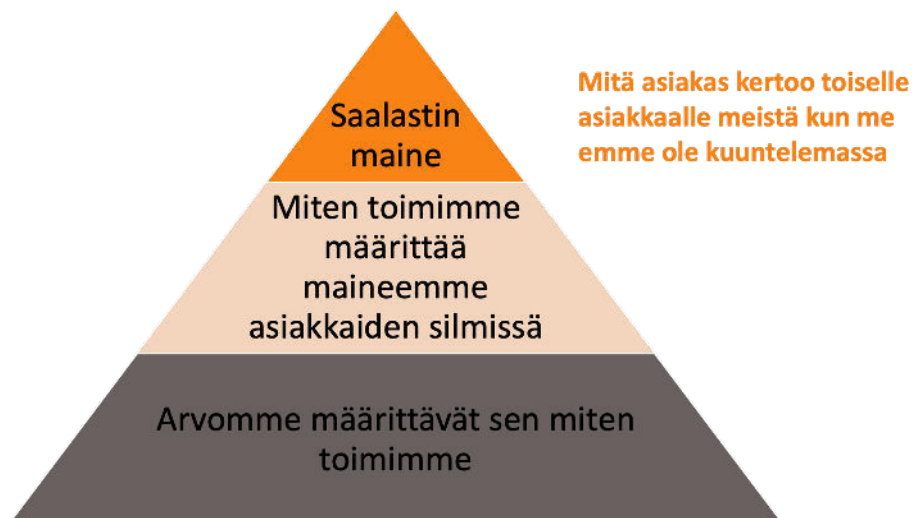 Saalastin
maine
Mitä asiakas kertoo toiselle
asiakkaalle meistä kun me
emme ole kuuntelemassa
Miten toimimme
määrittää
maineemme
asiakkaiden silmissä
Arvomme määrittävät sen miten
toimimme